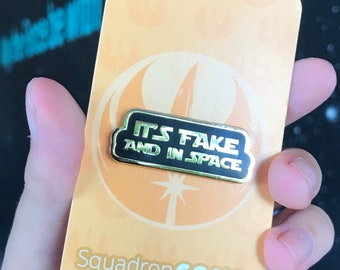 IT'S FAKE
AND IN SPACE
Squadron